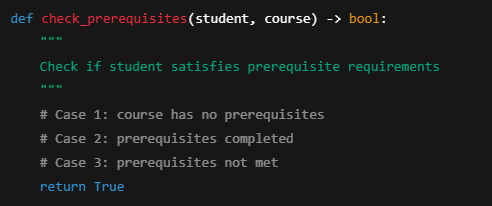 def check_prerequisites(student, course) -> bool:
    """
    Check if student satisfies prerequisite requirements
    """
    # Case 1: course has no prerequisites
    # Case 2: prerequisites completed
    # Case 3: prerequisites not met
    return True